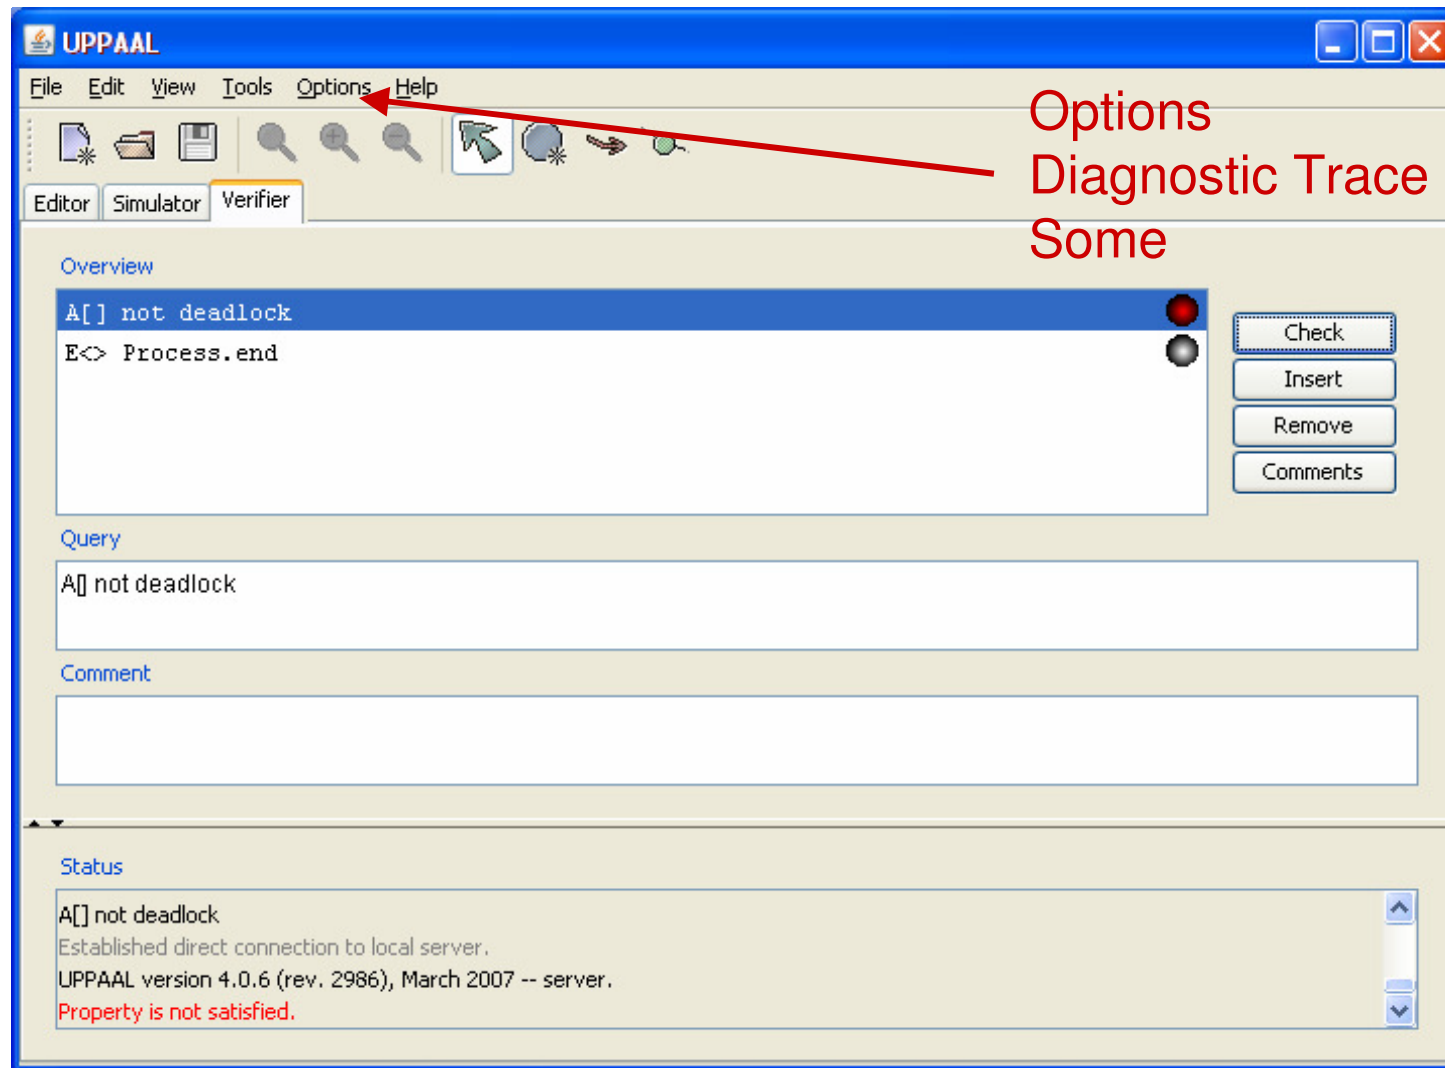 UPPAAL
File Edit View Tools Options Help
Options
Diagnostic Trace
Some
Editor Simulator Verifier
Overview
A[] not deadlock
E<> Process.end
Check
Insert
Remove
Comments
Query
A[] not deadlock
Comment
Status
A[] not deadlock
Established direct connection to local server.
UPPAAL version 4.0.6 (rev. 2986), March 2007 -- server.
Property is not satisfied.